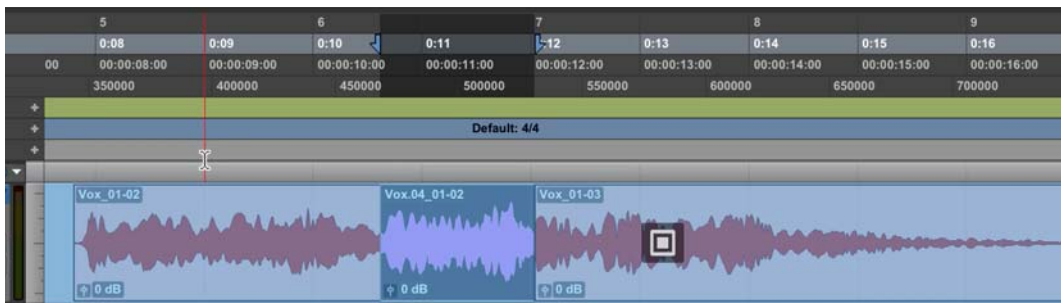 5 6 7 8 9
0:08 0:09 0:10 0:11 0:12 0:13 0:14 0:15 0:16
00 00:00:08:00 00:00:09:00 00:00:10:00 00:00:11:00 00:00:12:00 00:00:13:00 00:00:14:00 00:00:15:00 00:00:16:00
350000 400000 450000 500000 550000 600000 650000 700000
Default: 4/4
Vox_01-02 Vox.04_01-02 Vox_01-03
0 dB 0 dB 0 dB